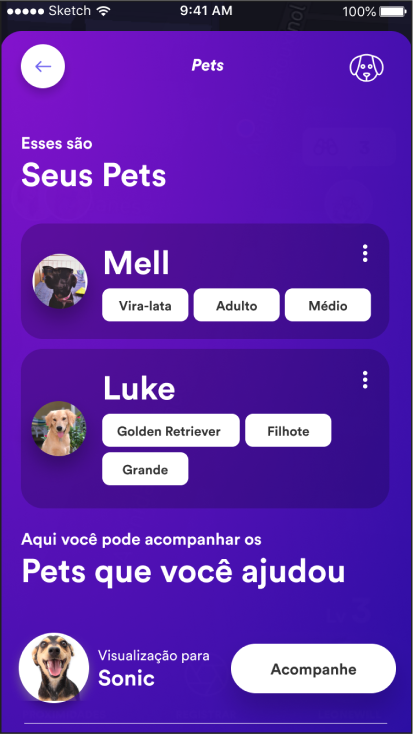 Sketch 9:41 AM 100%
Pets
Esses são
Seus Pets
Mell
Vira-lata Adulto Médio
Luke
Golden Retriever Filhote
Grande
Aqui você pode acompanhar os
Pets que você ajudou
Visualização para
Sonic
Acompanhe